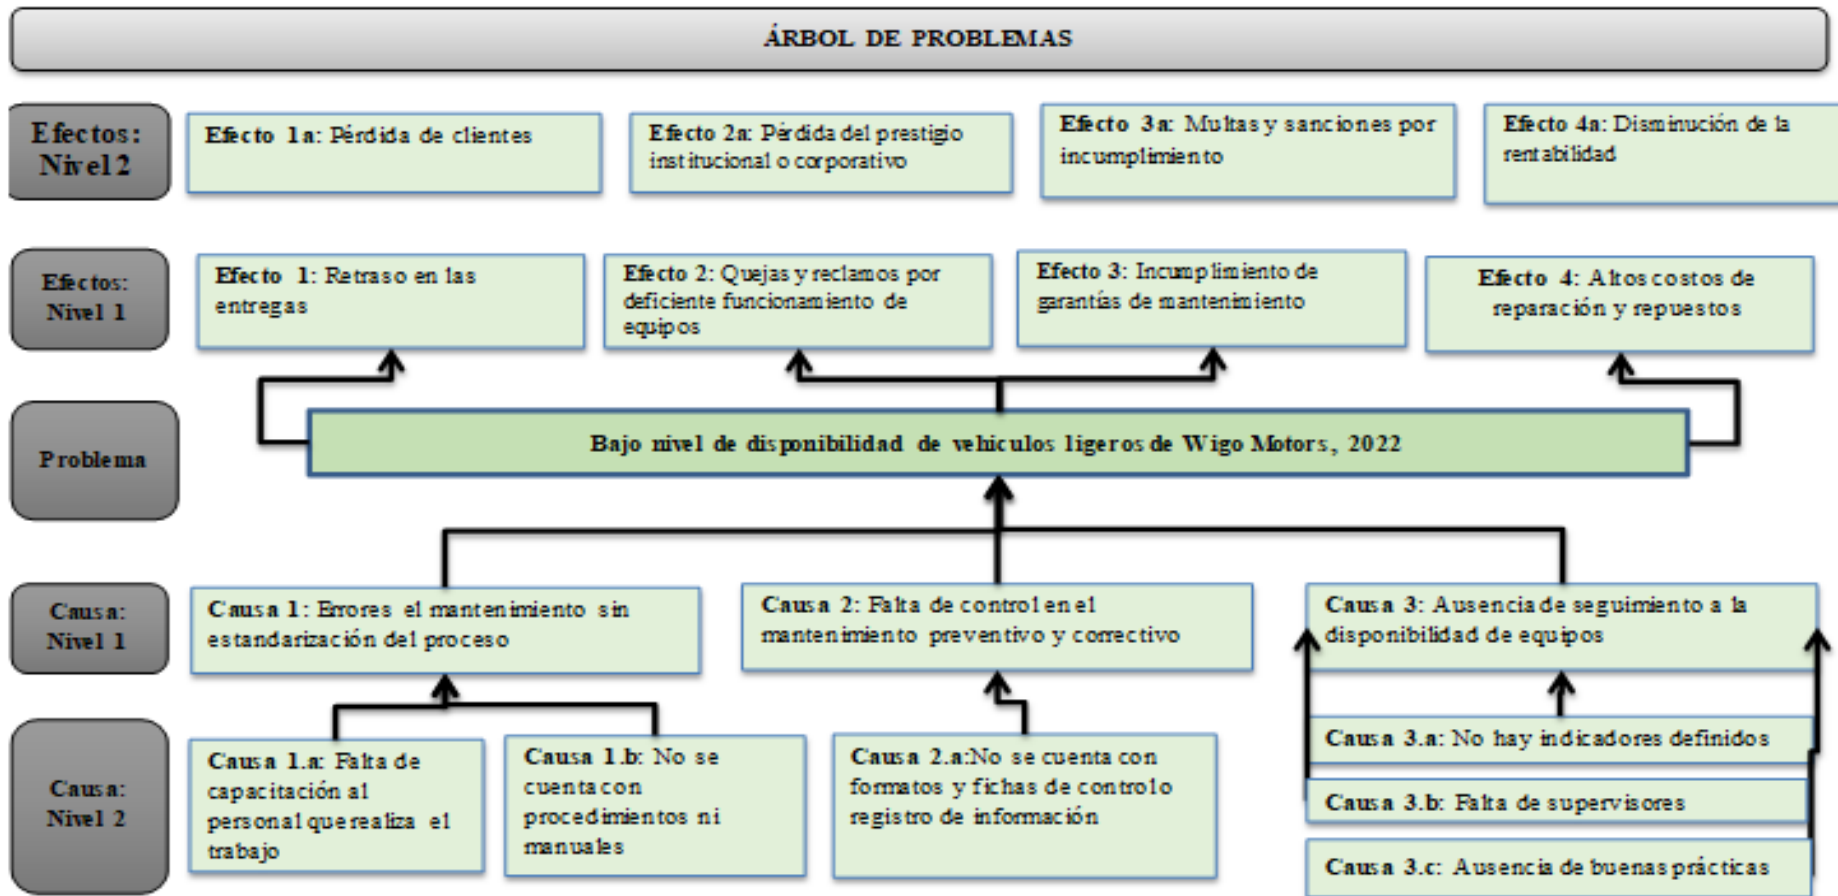 ÁRBOL DE PROBLEMAS
Efectos:
Nivel 2
Efecto 1a: Pérdida de clientes
Efecto 2a: Pérdida del prestigio
institucional o corporativo
Efecto 3a: Multas y sanciones por
incumplimiento
Efecto 4a: Disminución de la
rentabilidad
Efectos:
Nivel 1
Efecto 1: Retraso en las
entregas
Efecto 2: Quejas y reclamos por
deficiente funcionamiento de
equipos
Efecto 3: Incumplimiento de
garantías de mantenimiento
Efecto 4: Altos costos de
reparación y repuestos
Problema
Bajo nivel de disponibilidad de vehículos ligeros de Wigo Motors, 2022
Causa:
Nivel 1
Causa 1: Errores el mantenimiento sin
estandarización del proceso
Causa 2: Falta de control en el
mantenimiento preventivo y correctivo
Causa 3: Ausencia de seguimiento a la
disponibilidad de equipos
Causa:
Nivel 2
Causa 1.a: Falta de
capacitación al
personal que realiza el
trabajo
Causa 1.b: No se
cuenta con
procedimientos ni
manuales
Causa 2.a:No se cuenta con
formatos y fichas de control o
registro de información
Causa 3.a: No hay indicadores definidos
Causa 3.b: Falta de supervisores
Causa 3.c: Ausencia de buenas prácticas